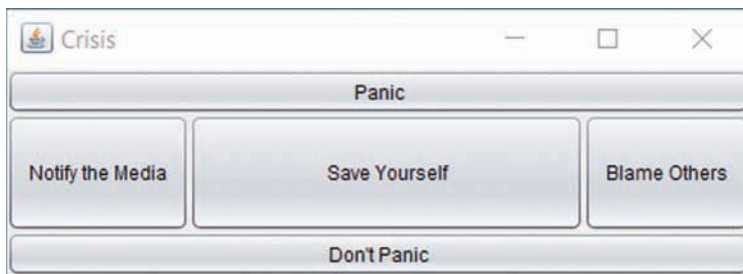 Crisis
Panic
Notify the Media Save Yourself Blame Others
Don't Panic